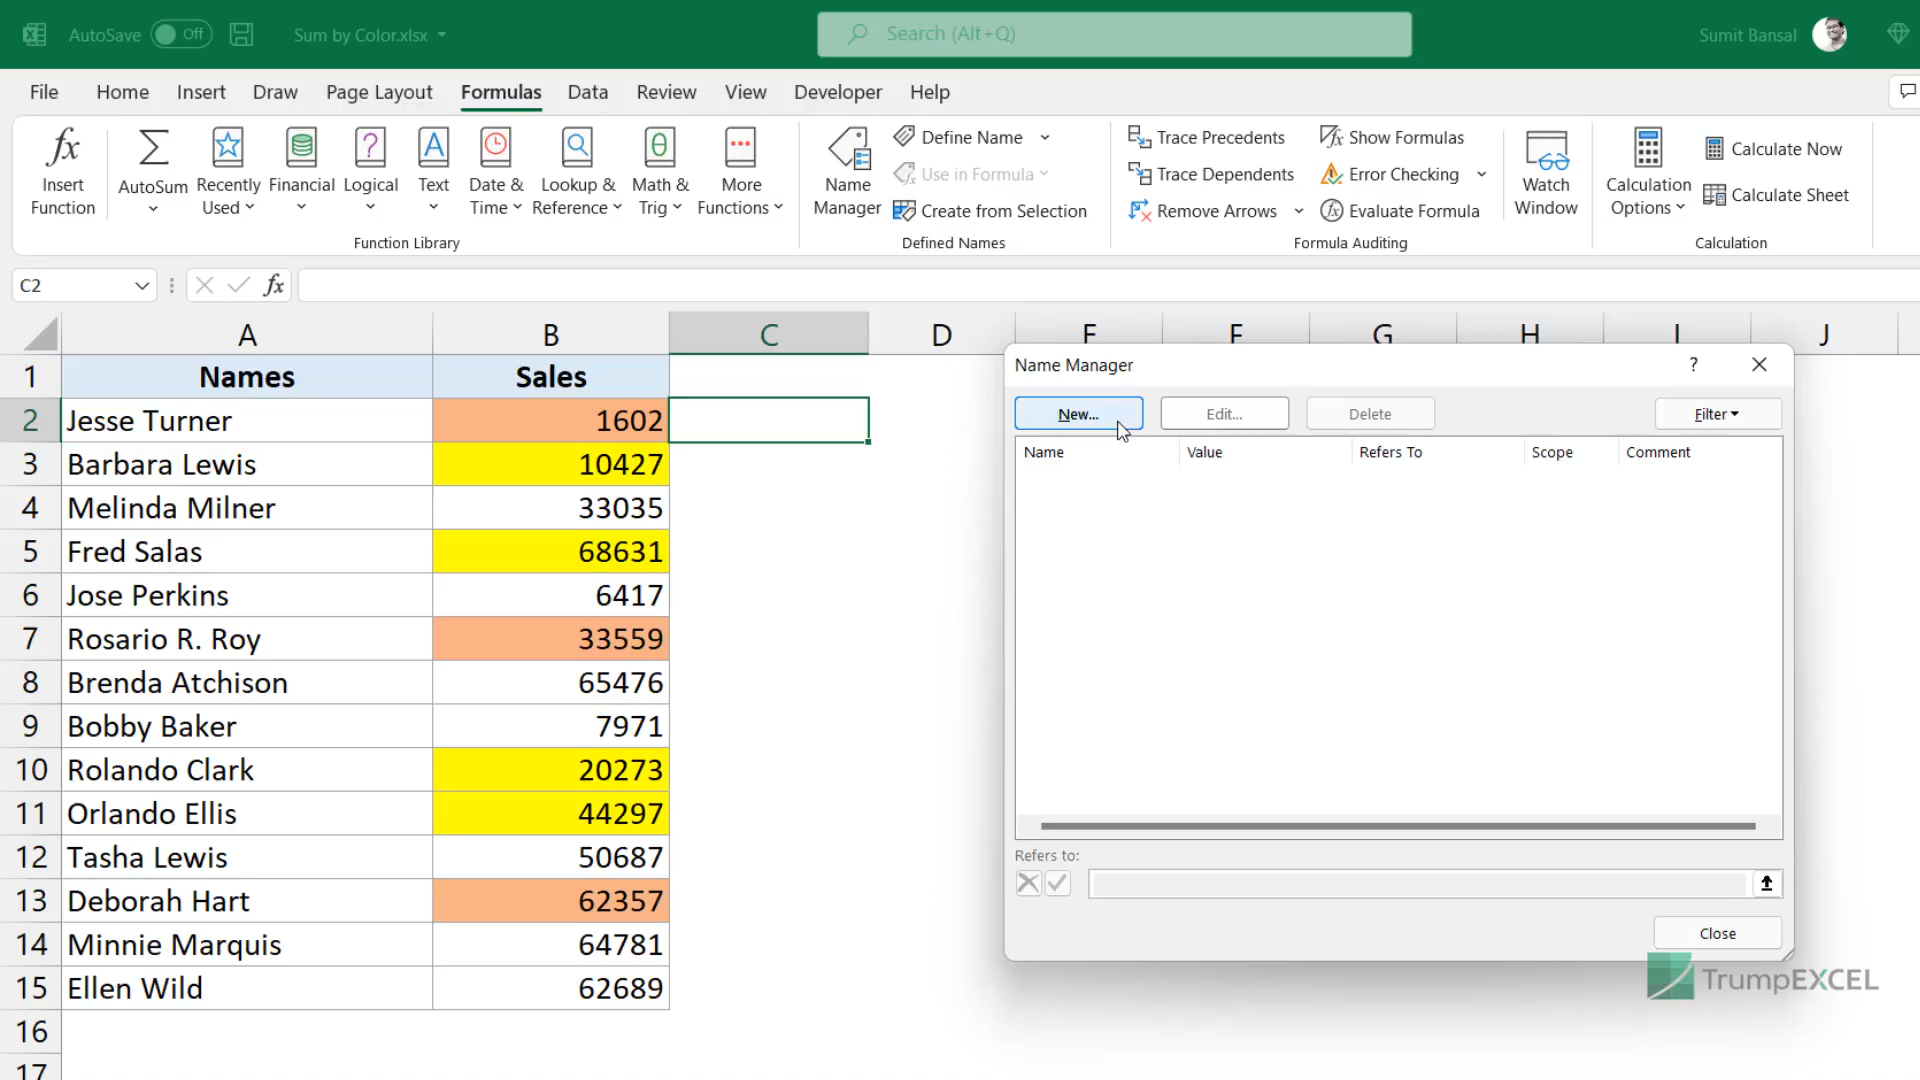 AutoSave Off Sum by Color.xlsx Search (Alt+Q) Sumit Bansal
File Home Insert Draw Page Layout Formulas Data Review View Developer Help
Insert Function
AutoSum
Recently Used
Financial
Logical
Text
Date & Time
Lookup & Reference
Math & Trig
More Functions
Function Library
Name Manager
Define Name
Use in Formula
Create from Selection
Defined Names
Trace Precedents
Trace Dependents
Remove Arrows
Show Formulas
Error Checking
Evaluate Formula
Formula Auditing
Watch Window
Calculation Options
Calculate Now
Calculate Sheet
Calculation
C2 fx
A B C D E F G H I J
1 Names Sales
2 Jesse Turner 1602
3 Barbara Lewis 10427
4 Melinda Milner 33035
5 Fred Salas 68631
6 Jose Perkins 6417
7 Rosario R. Roy 33559
8 Brenda Atchison 65476
9 Bobby Baker 7971
10 Rolando Clark 20273
11 Orlando Ellis 44297
12 Tasha Lewis 50687
13 Deborah Hart 62357
14 Minnie Marquis 64781
15 Ellen Wild 62689
16
17
Name Manager ?
New... Edit... Delete Filter
Name Value Refers To Scope Comment
Refers to:
Close
TrumpEXCEL